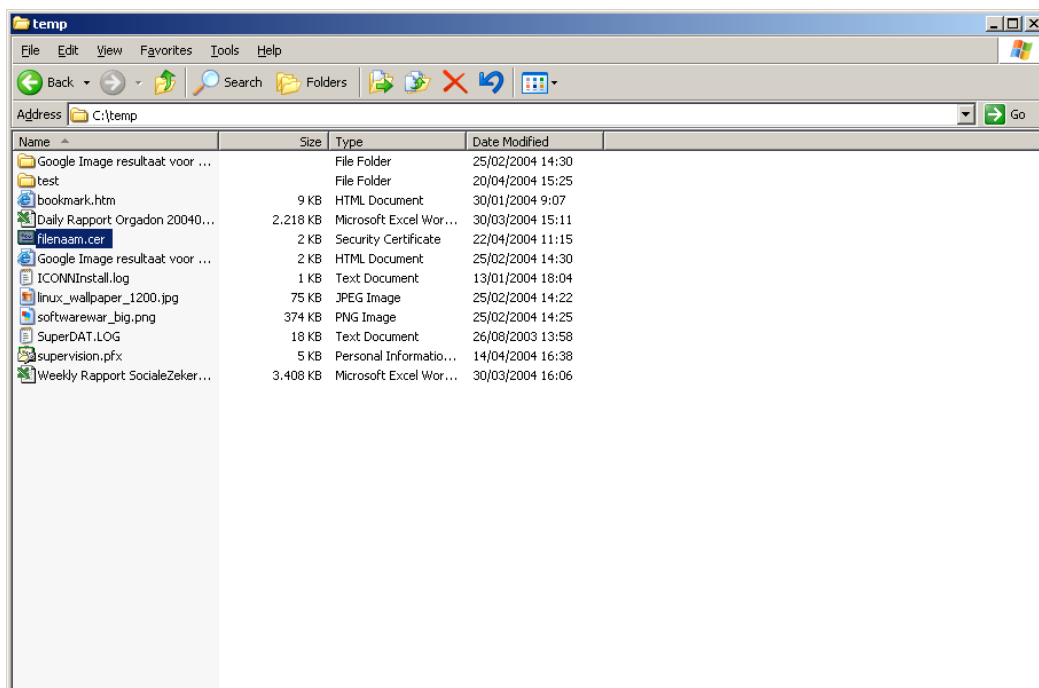 temp
File Edit View Favorites Tools Help
Back Search Folders
Address C:\temp Go
Name Size Type Date Modified
Google Image resultaat voor ... File Folder 25/02/2004 14:30
test File Folder 20/04/2004 15:25
bookmark.htm 9 KB HTML Document 30/01/2004 9:07
Daily Rapport Orgadon 20040... 2.218 KB Microsoft Excel Wor... 30/03/2004 15:11
filenaam.cer 2 KB Security Certificate 22/04/2004 11:15
Google Image resultaat voor ... 2 KB HTML Document 25/02/2004 14:30
ICONNInstall.log 1 KB Text Document 13/01/2004 18:04
linux_wallpaper_1200.jpg 75 KB JPEG Image 25/02/2004 14:22
softwarewar_big.png 374 KB PNG Image 25/02/2004 14:25
SuperDAT.LOG 18 KB Text Document 26/08/2003 13:58
supervision.pfx 5 KB Personal Informatio... 14/04/2004 16:38
Weekly Rapport SocialeZeker... 3.408 KB Microsoft Excel Wor... 30/03/2004 16:06